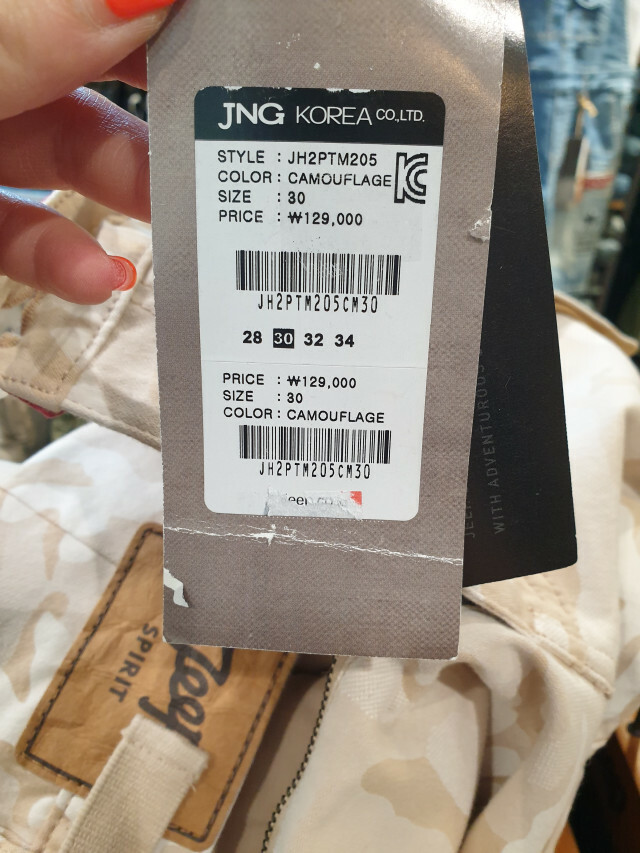 JNG KOREA CO.,LTD.
STYLE : JH2PTM205
COLOR : CAMOUFLAGE
SIZE : 30
PRICE : ₩129,000
JH2PTM205CM30
28 30 32 34
PRICE : ₩129,000
SIZE : 30
COLOR : CAMOUFLAGE
JH2PTM205CM30
WITH ADVENTUROUS
Jeep
SPIRIT